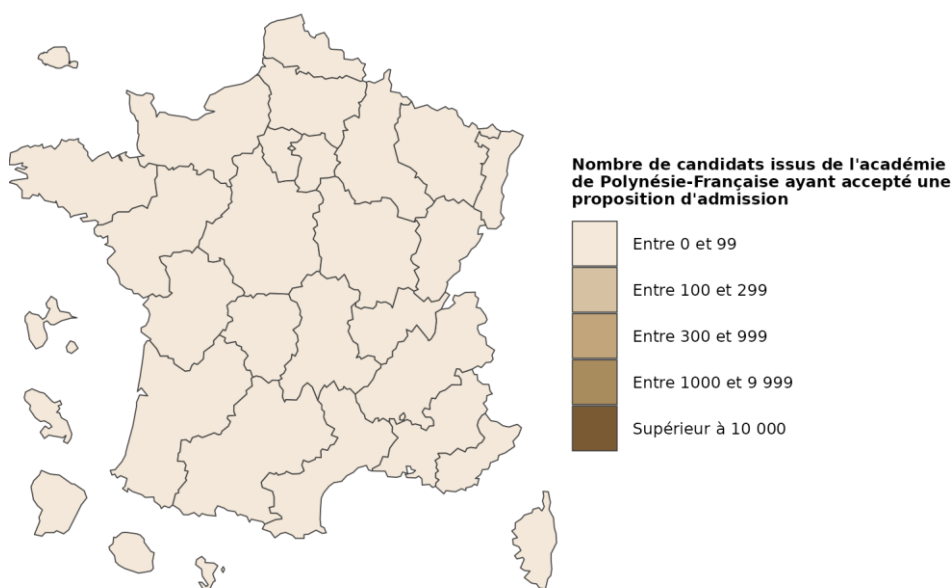 Nombre de candidats issus de l'académie
de Polynésie-Française ayant accepté une
proposition d'admission
Entre 0 et 99
Entre 100 et 299
Entre 300 et 999
Entre 1000 et 9 999
Supérieur à 10 000